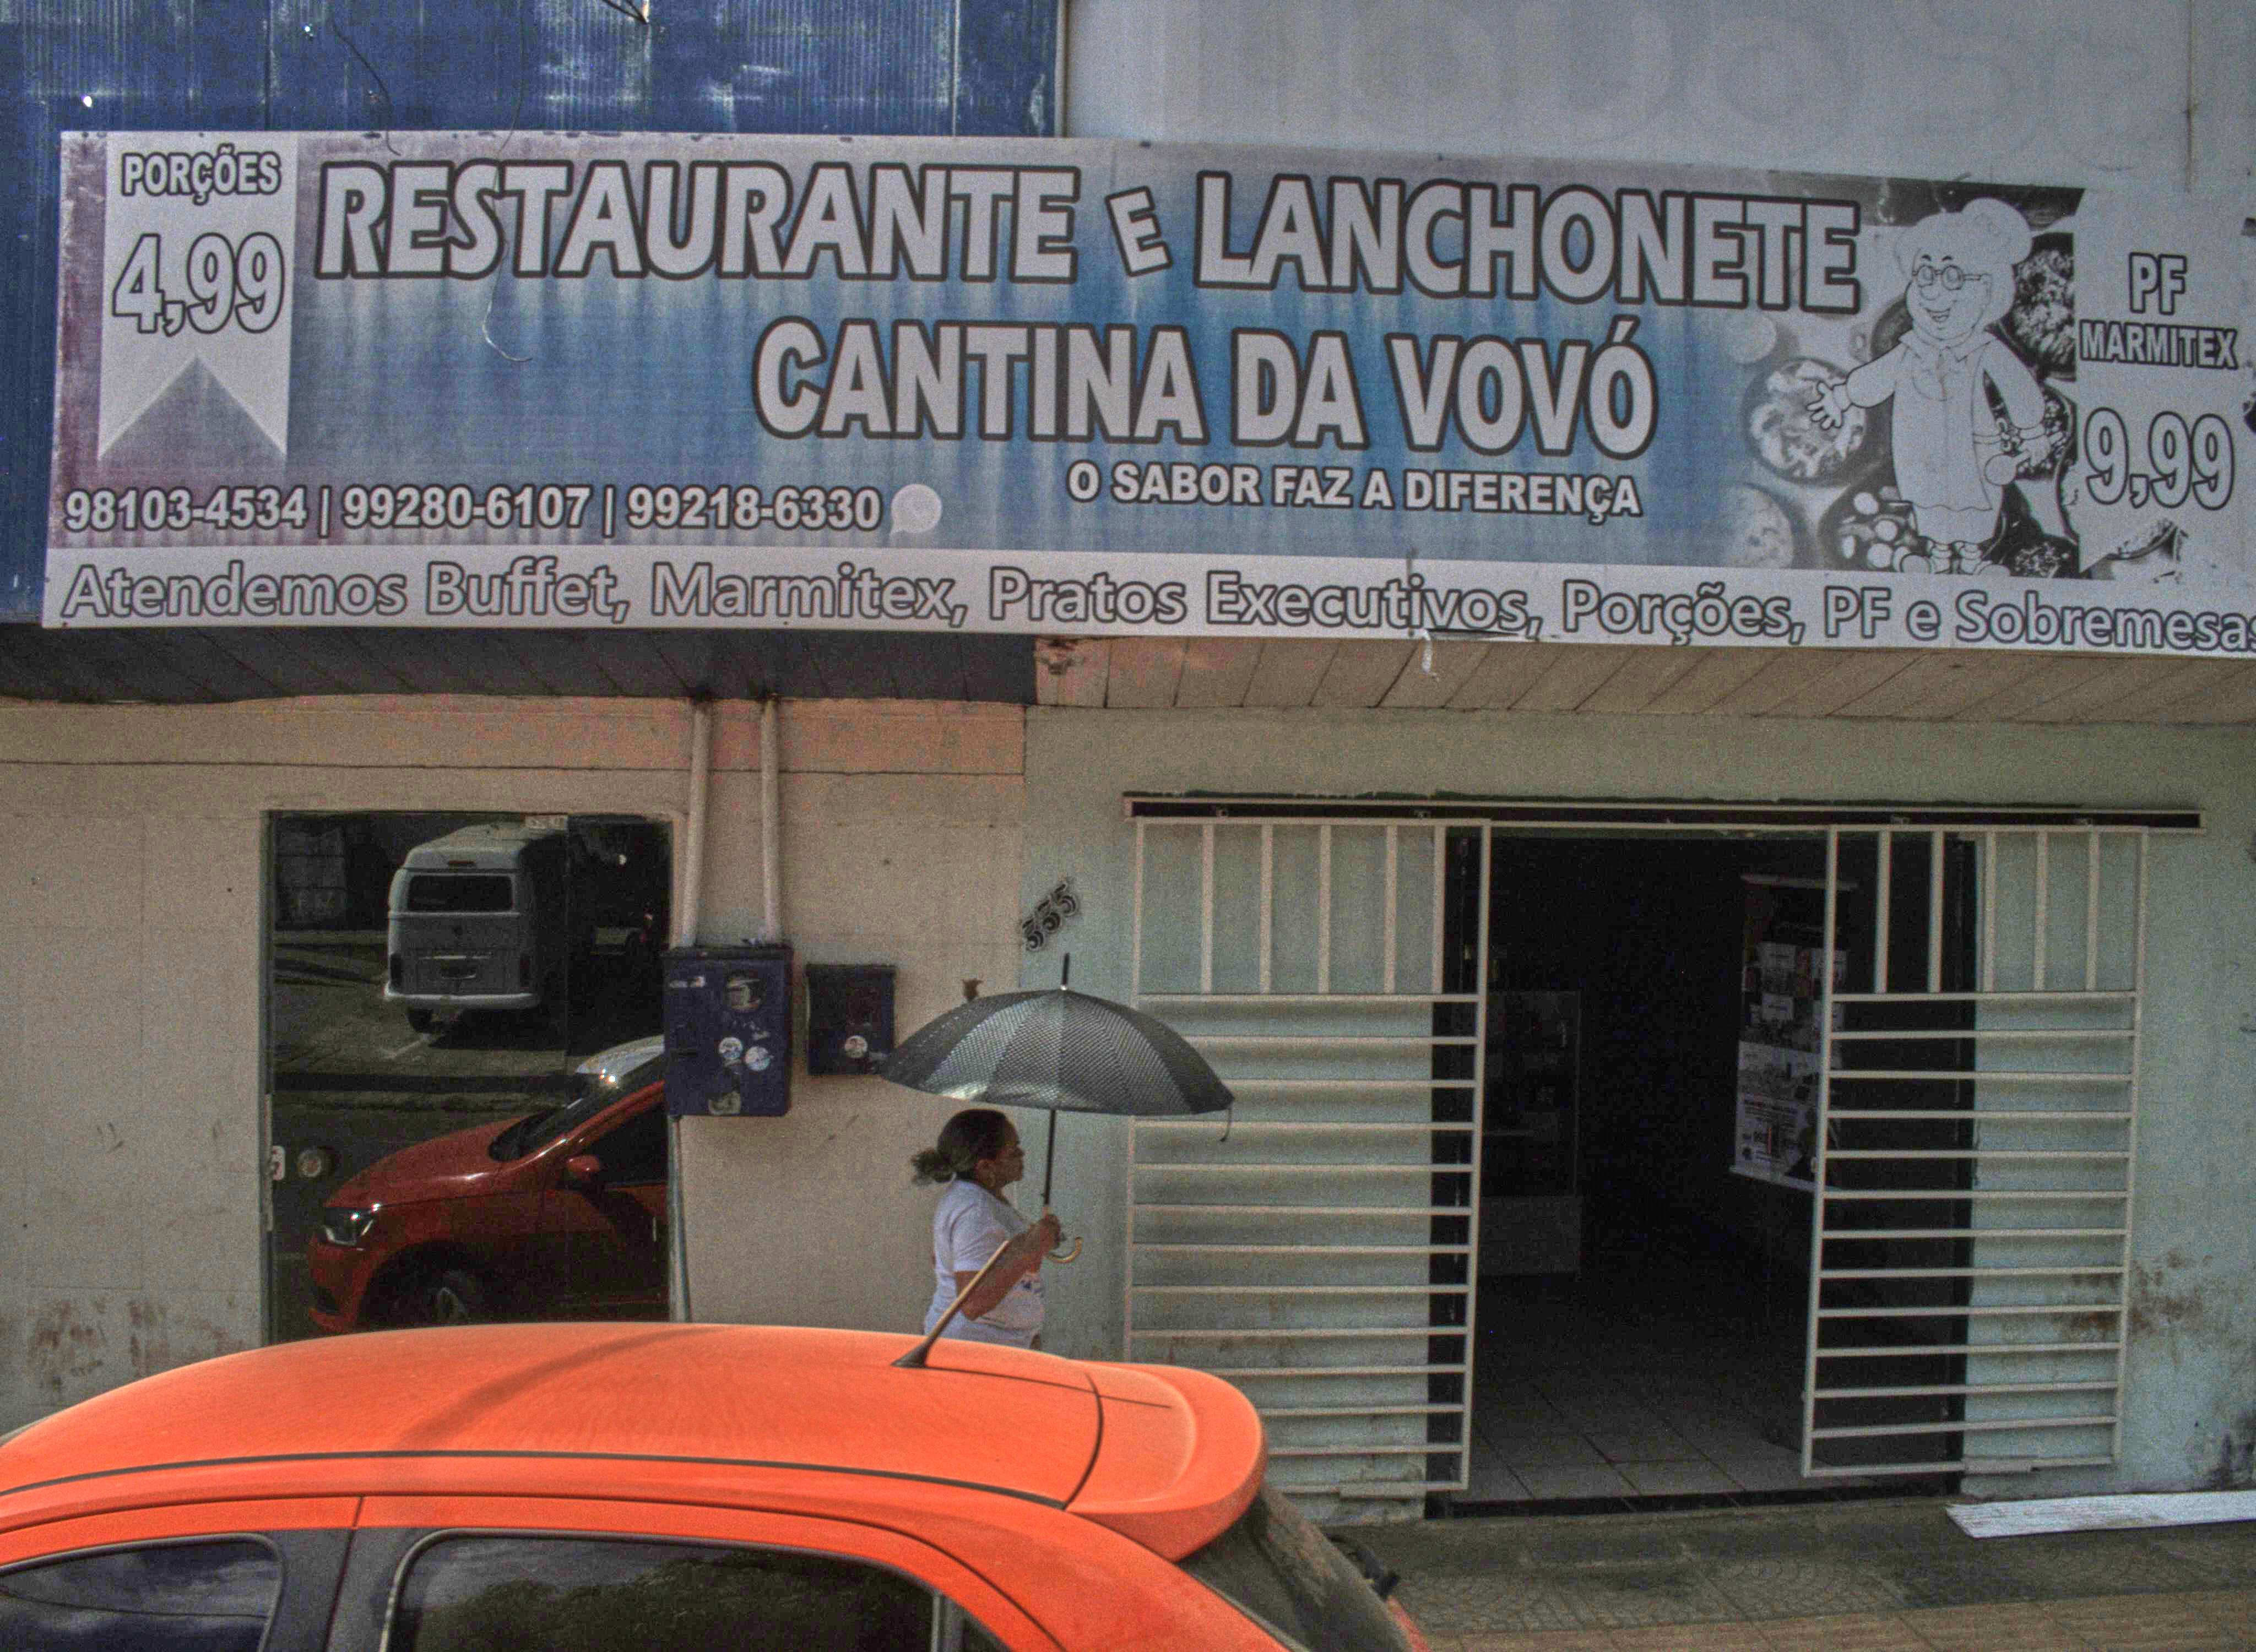 PORÇÕES
4,99
RESTAURANTE E LANCHONETE
CANTINA DA VOVÓ
O SABOR FAZ A DIFERENÇA
98103-4534 | 99280-6107 | 99218-6330
PF
MARMITEX
9,99
Atendemos Buffet, Marmitex, Pratos Executivos, Porções, PF e Sobremesas
355